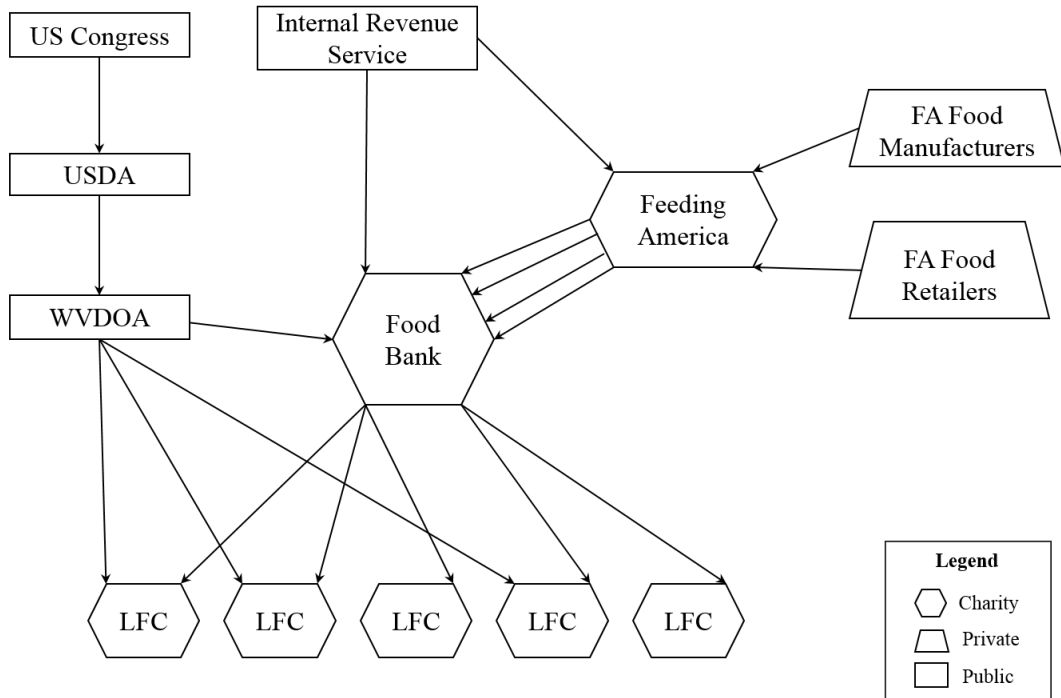 US Congress
Internal Revenue
Service
FA Food
Manufacturers
USDA
Feeding
America
FA Food
Retailers
WVDOA
Food
Bank
LFC
LFC
LFC
LFC
LFC
Legend
Charity
Private
Public